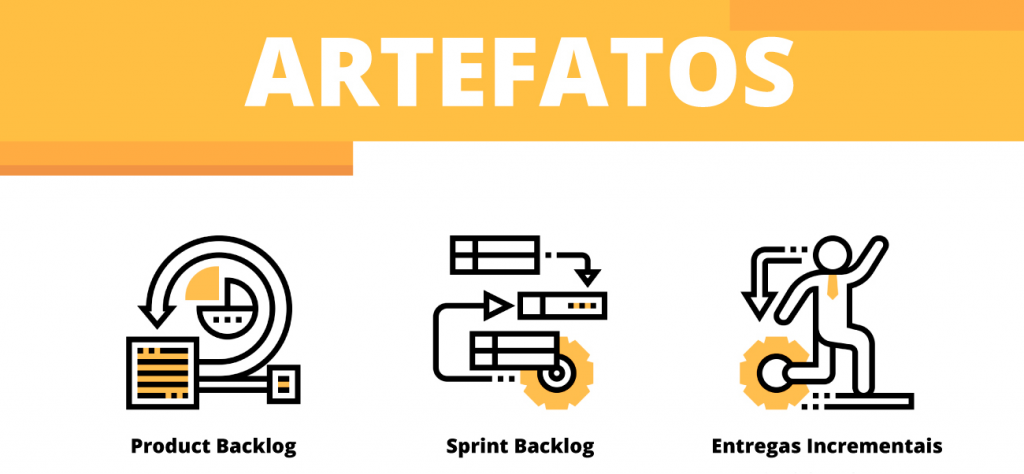 ARTEFATOS
Product Backlog
Sprint Backlog
Entregas Incrementais